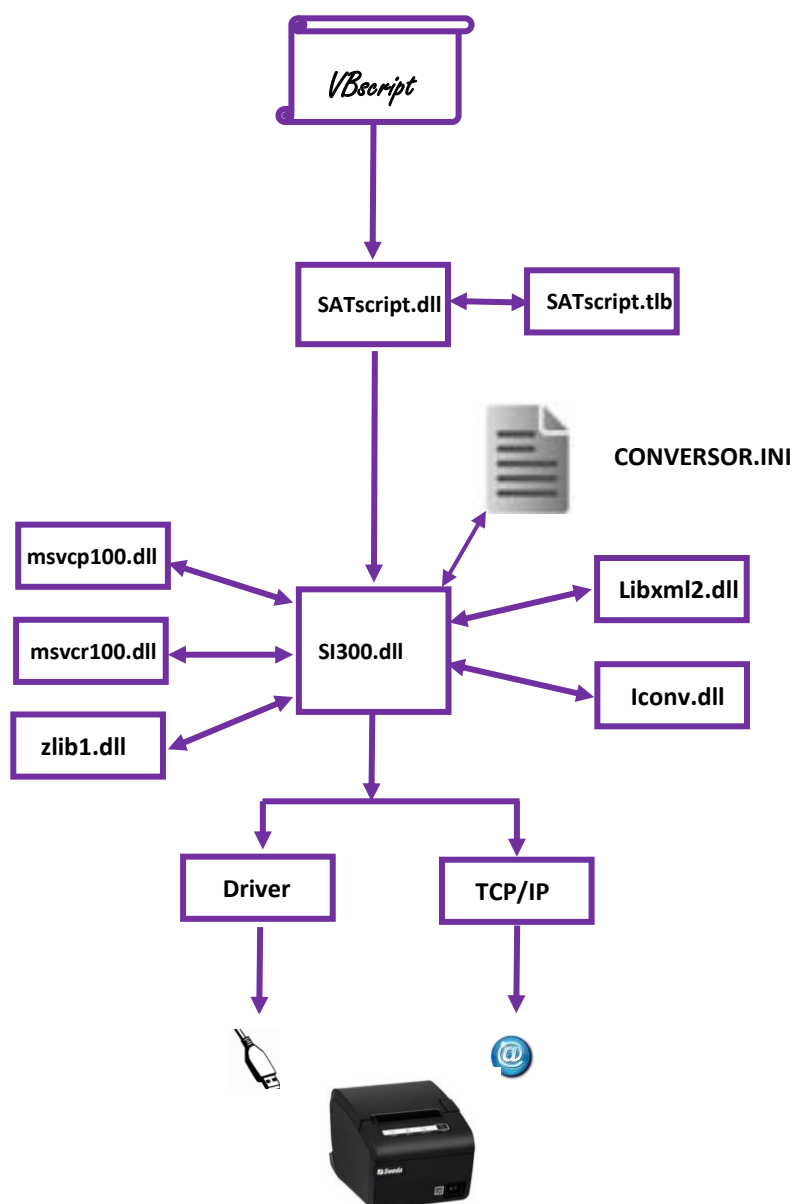 VBscript
SATscript.dll
SATscript.tlb
CONVERSOR.INI
msvcp100.dll
Libxml2.dll
msvcr100.dll
SI300.dll
Iconv.dll
zlib1.dll
Driver
TCP/IP
@
Sweda